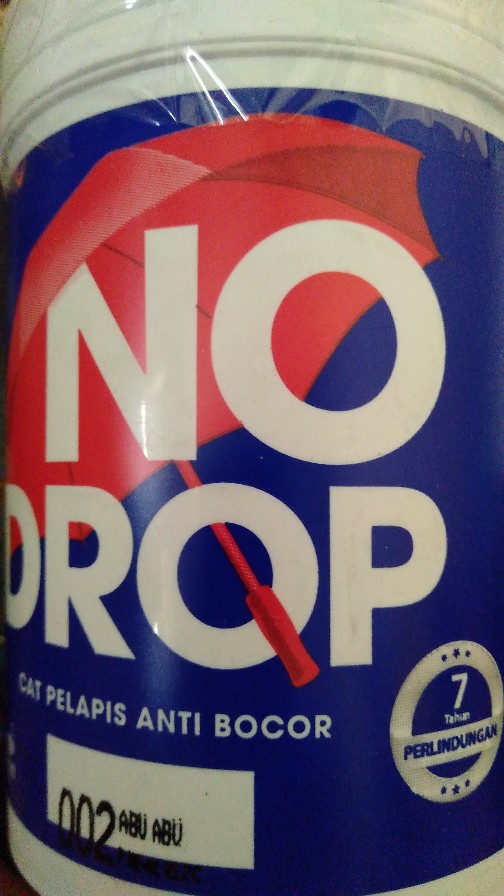 NO
DROP
CAT PELAPIS ANTI BOCOR
7
Tahun
PERLINDUNGAN
002 ABU ABU